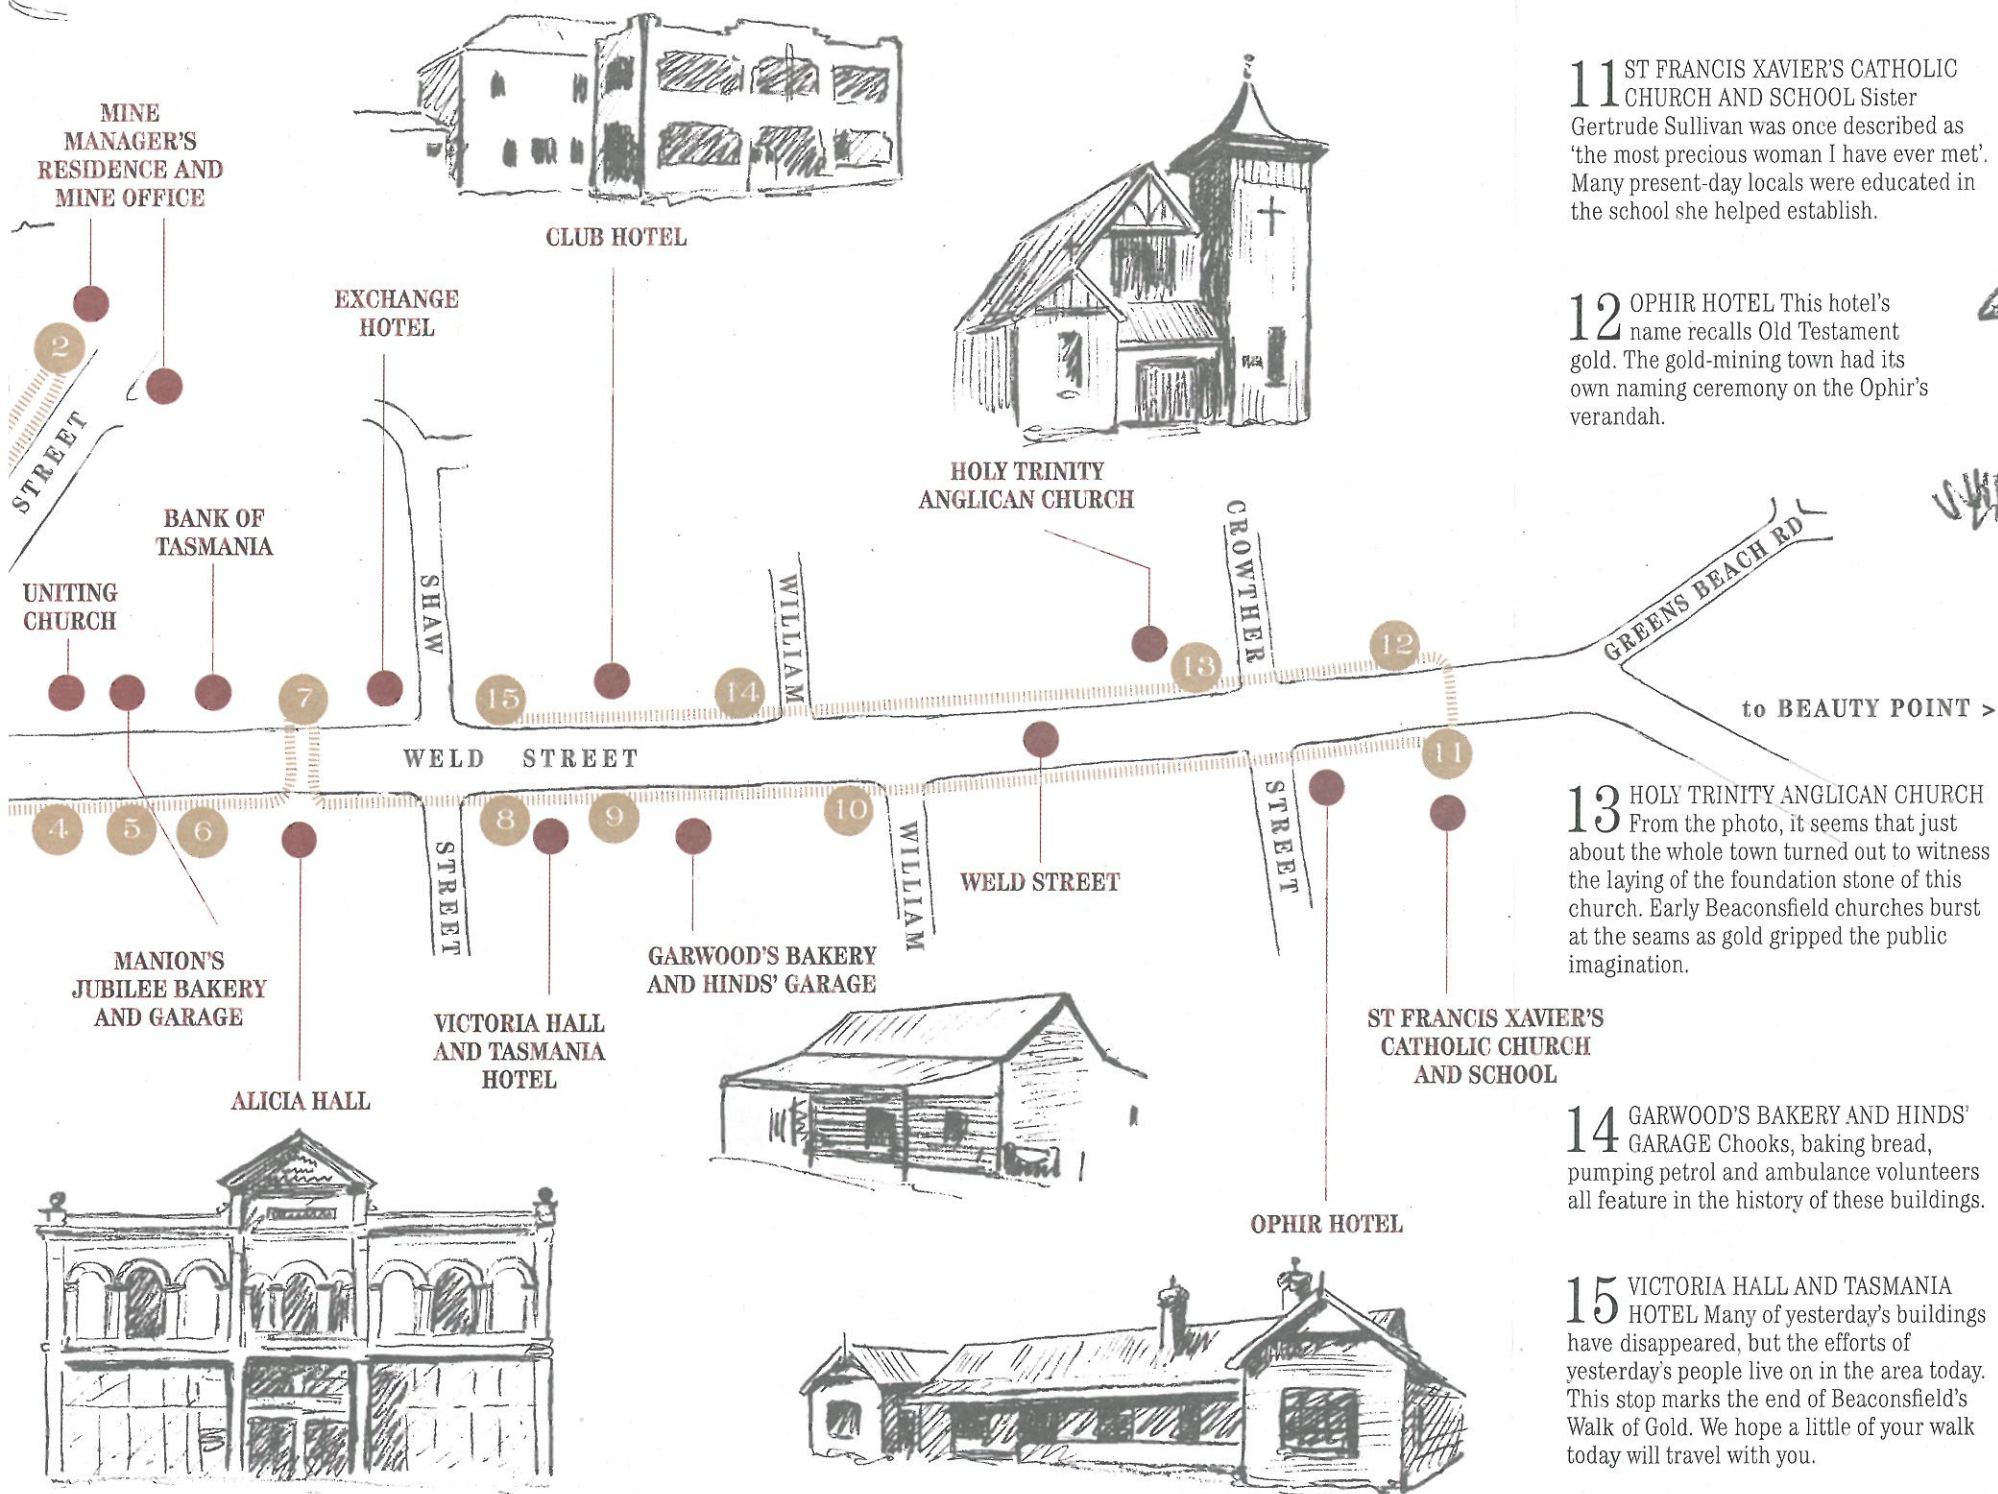 MINE
MANAGER'S
RESIDENCE AND
MINE OFFICE
2
STREET
EXCHANGE
HOTEL
CLUB HOTEL
BANK OF
TASMANIA
UNITING
CHURCH
HOLY TRINITY
ANGLICAN CHURCH
SHAW
WILLIAM
CROWTHER
GREENS BEACH RD
to BEAUTY POINT >
7
15
14
13
12
WELD STREET
4
5
6
8
9
10
11
STREET
WILLIAM
STREET
WELD STREET
MANION'S
JUBILEE BAKERY
AND GARAGE
ALICIA HALL
VICTORIA HALL
AND TASMANIA
HOTEL
GARWOOD'S BAKERY
AND HINDS' GARAGE
ST FRANCIS XAVIER'S
CATHOLIC CHURCH
AND SCHOOL
OPHIR HOTEL
11 ST FRANCIS XAVIER'S CATHOLIC
CHURCH AND SCHOOL Sister
Gertrude Sullivan was once described as
'the most precious woman I have ever met'.
Many present-day locals were educated in
the school she helped establish.
12 OPHIR HOTEL This hotel's
name recalls Old Testament
gold. The gold-mining town had its
own naming ceremony on the Ophir's
verandah.
13 HOLY TRINITY ANGLICAN CHURCH
From the photo, it seems that just
about the whole town turned out to witness
the laying of the foundation stone of this
church. Early Beaconsfield churches burst
at the seams as gold gripped the public
imagination.
14 GARWOOD'S BAKERY AND HINDS'
GARAGE Chooks, baking bread,
pumping petrol and ambulance volunteers
all feature in the history of these buildings.
15 VICTORIA HALL AND TASMANIA
HOTEL Many of yesterday's buildings
have disappeared, but the efforts of
yesterday's people live on in the area today.
This stop marks the end of Beaconsfield's
Walk of Gold. We hope a little of your walk
today will travel with you.